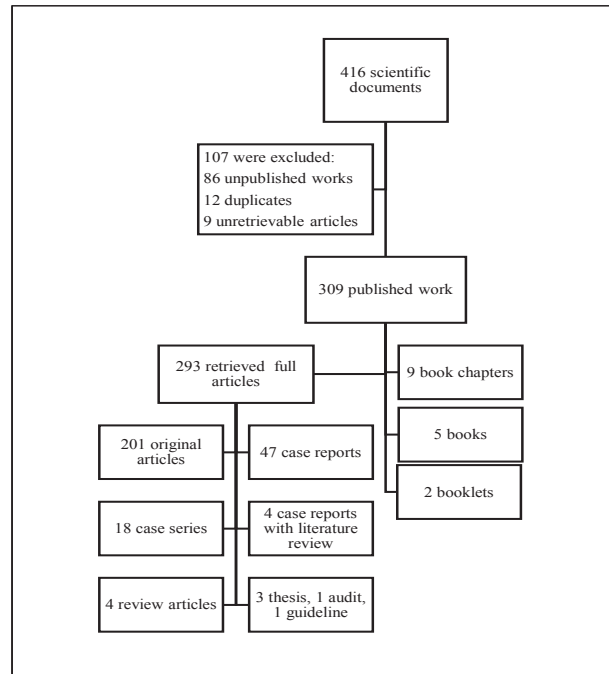 416 scientific
documents
107 were excluded:
86 unpublished works
12 duplicates
9 unretrievable articles
309 published work
293 retrieved full
articles
9 book chapters
201 original
articles
47 case reports
5 books
2 booklets
18 case series
4 case reports
with literature
review
4 review articles
3 thesis, 1 audit,
1 guideline